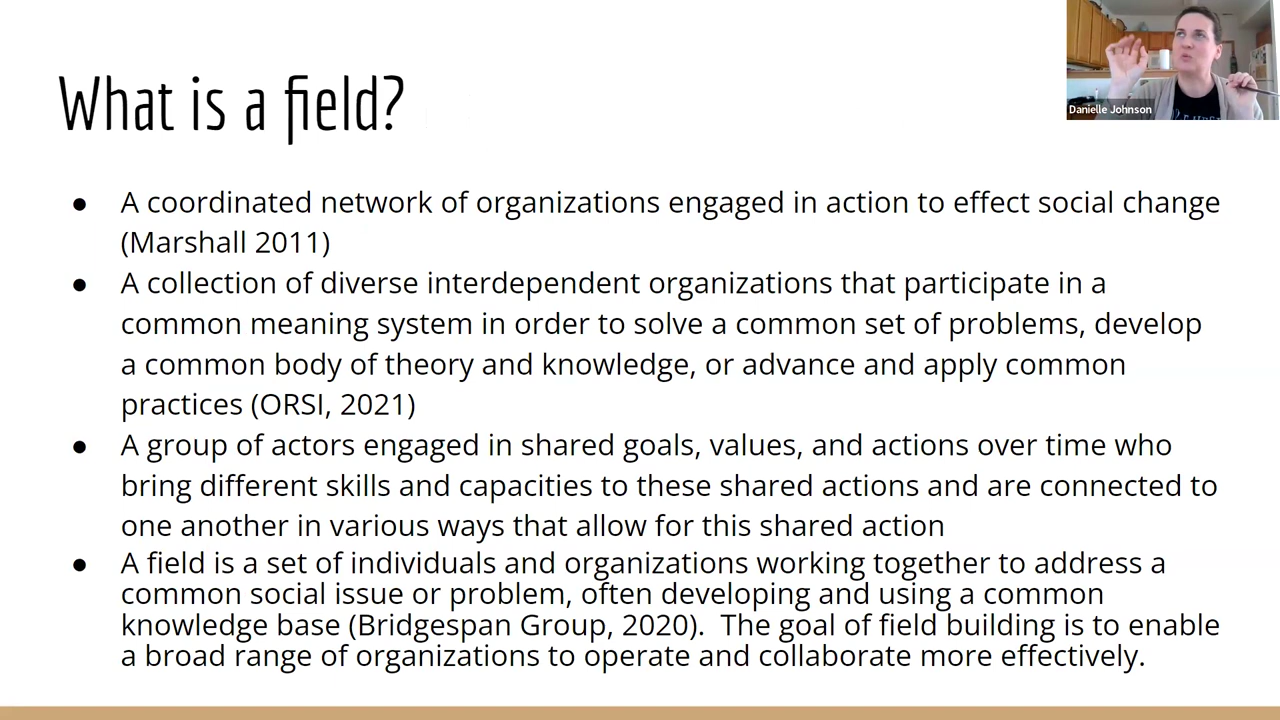 What is a field?
Danielle Johnson
● A coordinated network of organizations engaged in action to effect social change
(Marshall 2011)
● A collection of diverse interdependent organizations that participate in a
common meaning system in order to solve a common set of problems, develop
a common body of theory and knowledge, or advance and apply common
practices (ORSI, 2021)
● A group of actors engaged in shared goals, values, and actions over time who
bring different skills and capacities to these shared actions and are connected to
one another in various ways that allow for this shared action
● A field is a set of individuals and organizations working together to address a
common social issue or problem, often developing and using a common
knowledge base (Bridgespan Group, 2020).  The goal of field building is to enable
a broad range of organizations to operate and collaborate more effectively.